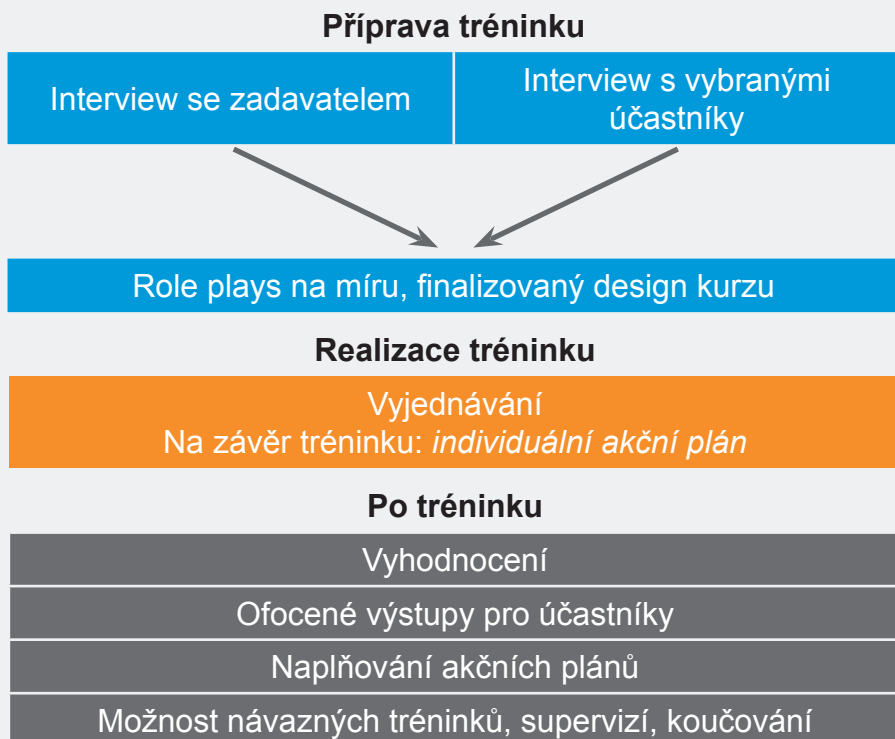 Příprava tréninku
Interview se zadavatelem
Interview s vybranými
účastníky
Role plays na míru, finalizovaný design kurzu
Realizace tréninku
Vyjednávání
Na závěr tréninku: individuální akční plán
Po tréninku
Vyhodnocení
Ofocené výstupy pro účastníky
Naplňování akčních plánů
Možnost návazných tréninků, supervizí, koučování